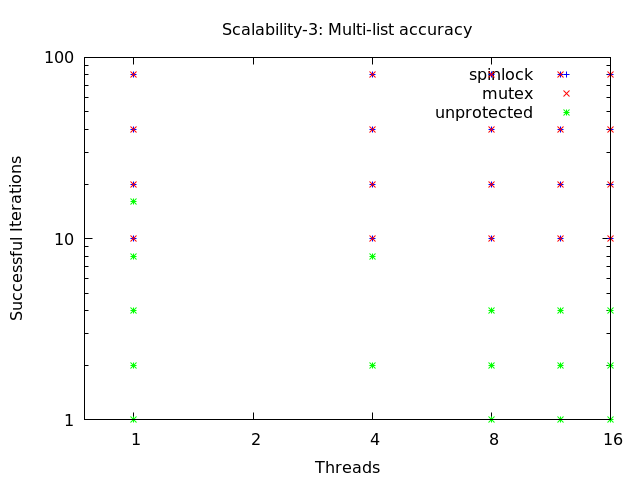 Scalability-3: Multi-list accuracy
100
10
1
Successful Iterations
spinlock
mutex
unprotected
1 2 4 8 16
Threads